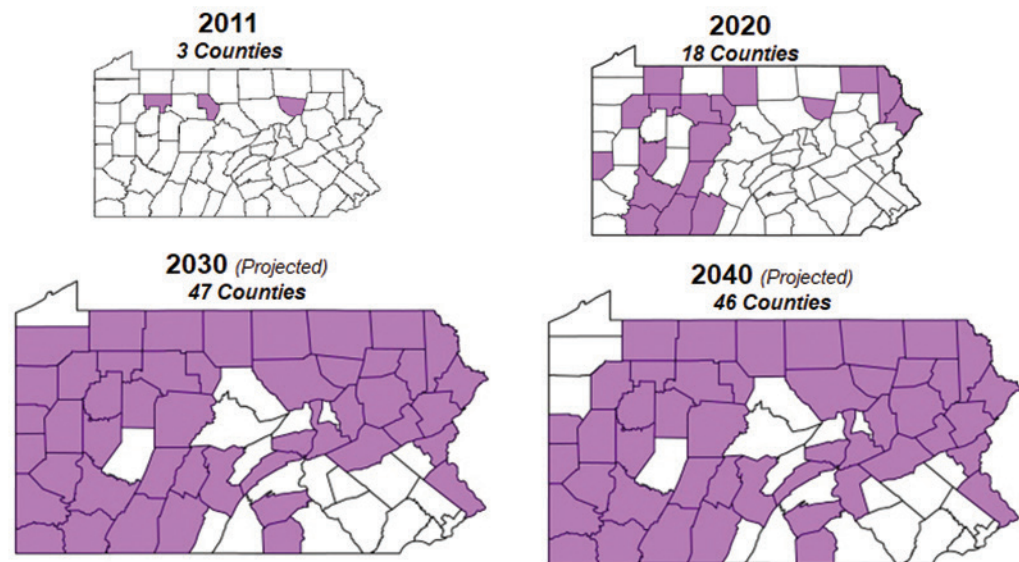 2011
3 Counties
2020
18 Counties
2030 (Projected)
47 Counties
2040 (Projected)
46 Counties